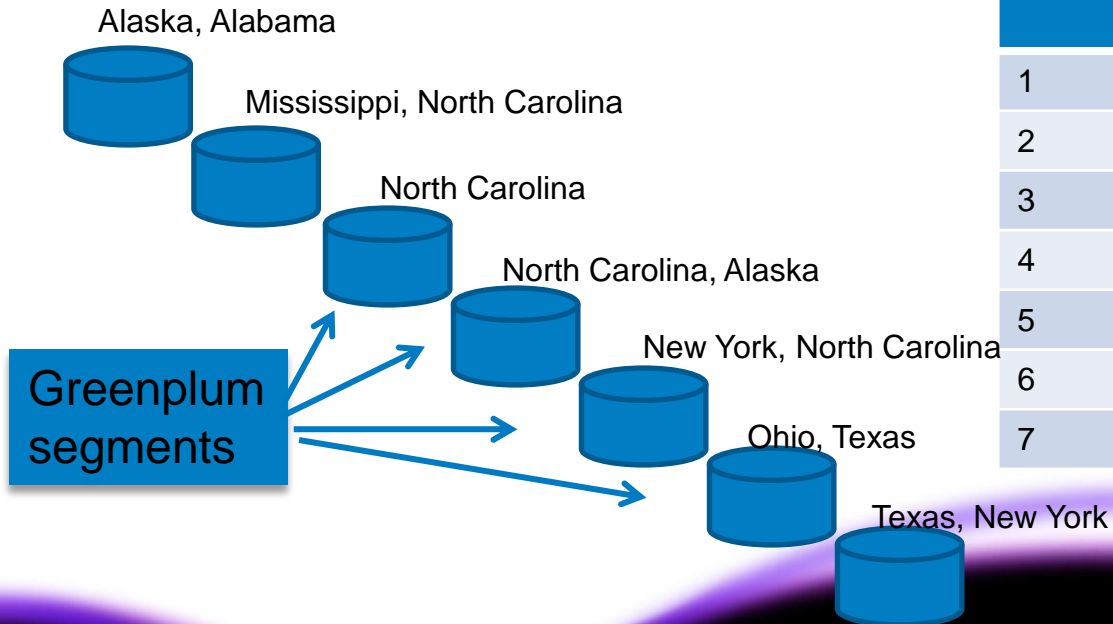 Alaska, Alabama
Mississippi, North Carolina
North Carolina
North Carolina, Alaska
New York, North Carolina
Ohio, Texas
Texas, New York
Greenplum
segments
1
2
3
4
5
6
7